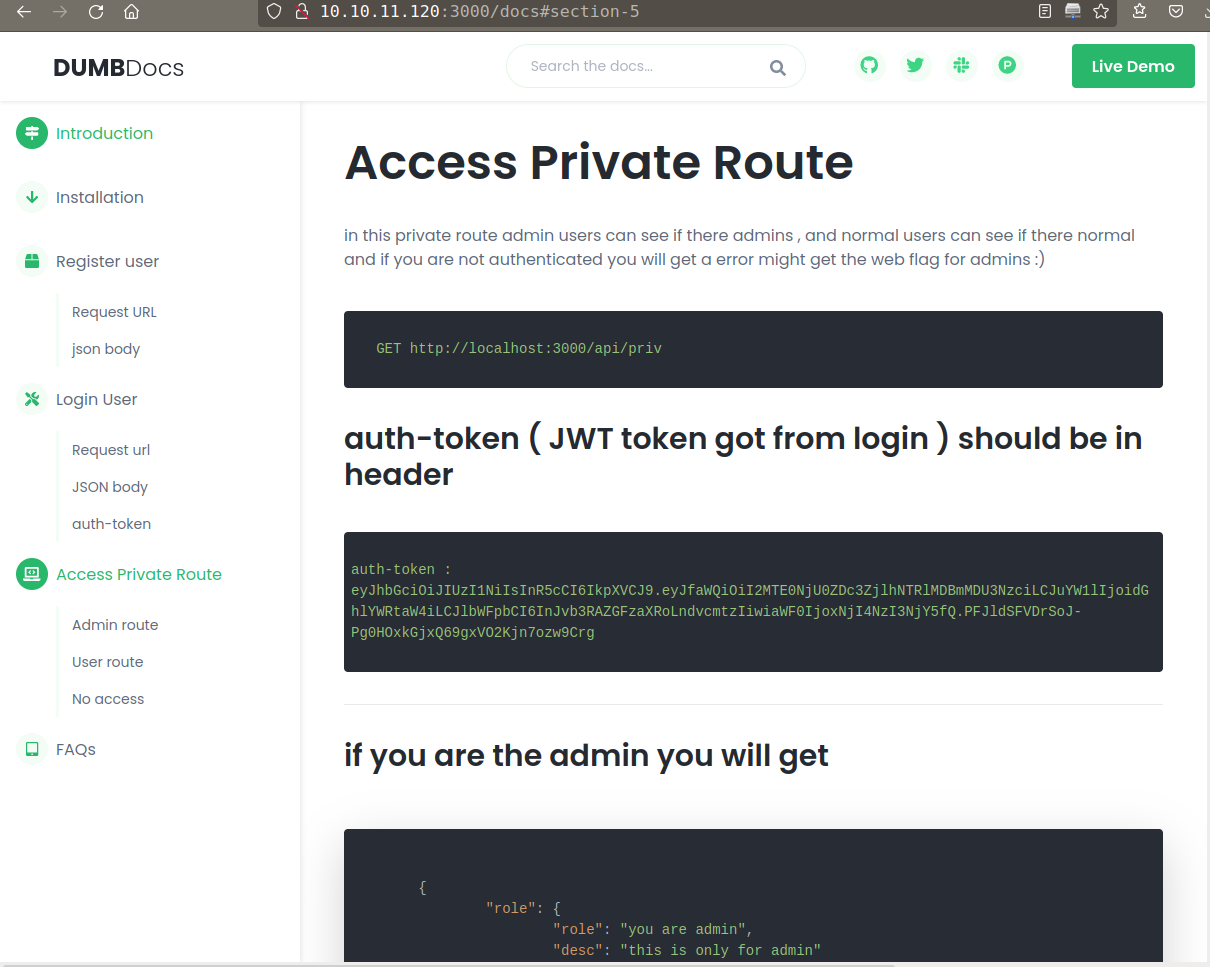 10.10.11.120:3000/docs#section-5
DUMBDocs
Search the docs...
Live Demo
Introduction
Installation
Register user
Request URL
json body
Login User
Request url
JSON body
auth-token
Access Private Route
Admin route
User route
No access
FAQs
Access Private Route
in this private route admin users can see if there admins , and normal users can see if there normal
and if you are not authenticated you will get a error might get the web flag for admins :)
GET http://localhost:3000/api/priv
auth-token ( JWT token got from login ) should be in
header
auth-token :
eyJhbGciOiJIUzI1NiIsInR5cCI6IkpXVCJ9.eyJfaWQiOiI2MTE0NjU0ZDc3ZjlhNTRlMDBmMDU3NzciLCJuYW1lIjoidG
hlYWRtaW4iLCJlbWFpbCI6InJvb3RAZGFzaXRoLndvcmtzIiwiaWF0IjoxNjI4NzI3NjY5fQ.PFJldSFVDrSoJ-
Pg0HOxkGjxQ69gxVO2Kjn7ozw9Crg
if you are the admin you will get
{
"role": {
"role": "you are admin",
"desc": "this is only for admin"